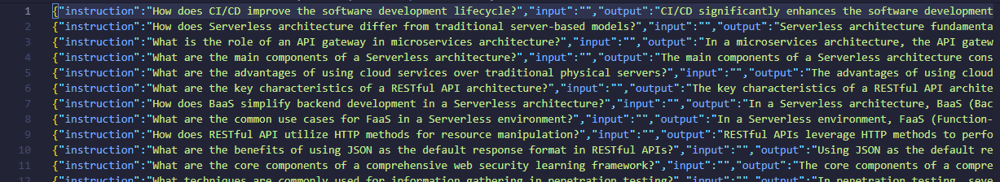 1 {"instruction":"How does CI/CD improve the software development lifecycle?","input":"","output":"CI/CD significantly enhances the software development
2 {"instruction":"How does Serverless architecture differ from traditional server-based models?","input":"","output":"Serverless architecture fundamenta
3 {"instruction":"What is the role of an API gateway in microservices architecture?","input":"","output":"In a microservices architecture, the API gatew
4 {"instruction":"What are the main components of a Serverless architecture?","input":"","output":"The main components of a Serverless architecture cons
5 {"instruction":"What are the advantages of using cloud services over traditional physical servers?","input":"","output":"The advantages of using cloud
6 {"instruction":"What are the key characteristics of a RESTful API architecture?","input":"","output":"The key characteristics of a RESTful API archite
7 {"instruction":"How does BaaS simplify backend development in a Serverless architecture?","input":"","output":"In a Serverless architecture, BaaS (Bac
8 {"instruction":"What are the common use cases for FaaS in a Serverless environment?","input":"","output":"In a Serverless environment, FaaS (Function-
9 {"instruction":"How does RESTful API utilize HTTP methods for resource manipulation?","input":"","output":"RESTful APIs leverage HTTP methods to perfo
10 {"instruction":"What are the benefits of using JSON as the default response format in RESTful APIs?","input":"","output":"Using JSON as the default re
11 {"instruction":"What are the core components of a comprehensive web security learning framework?","input":"","output":"The core components of a compre
12 {"instruction":"What techniques are commonly used for information gathering in penetration testing?","input":"","output":"In penetration testing, seve